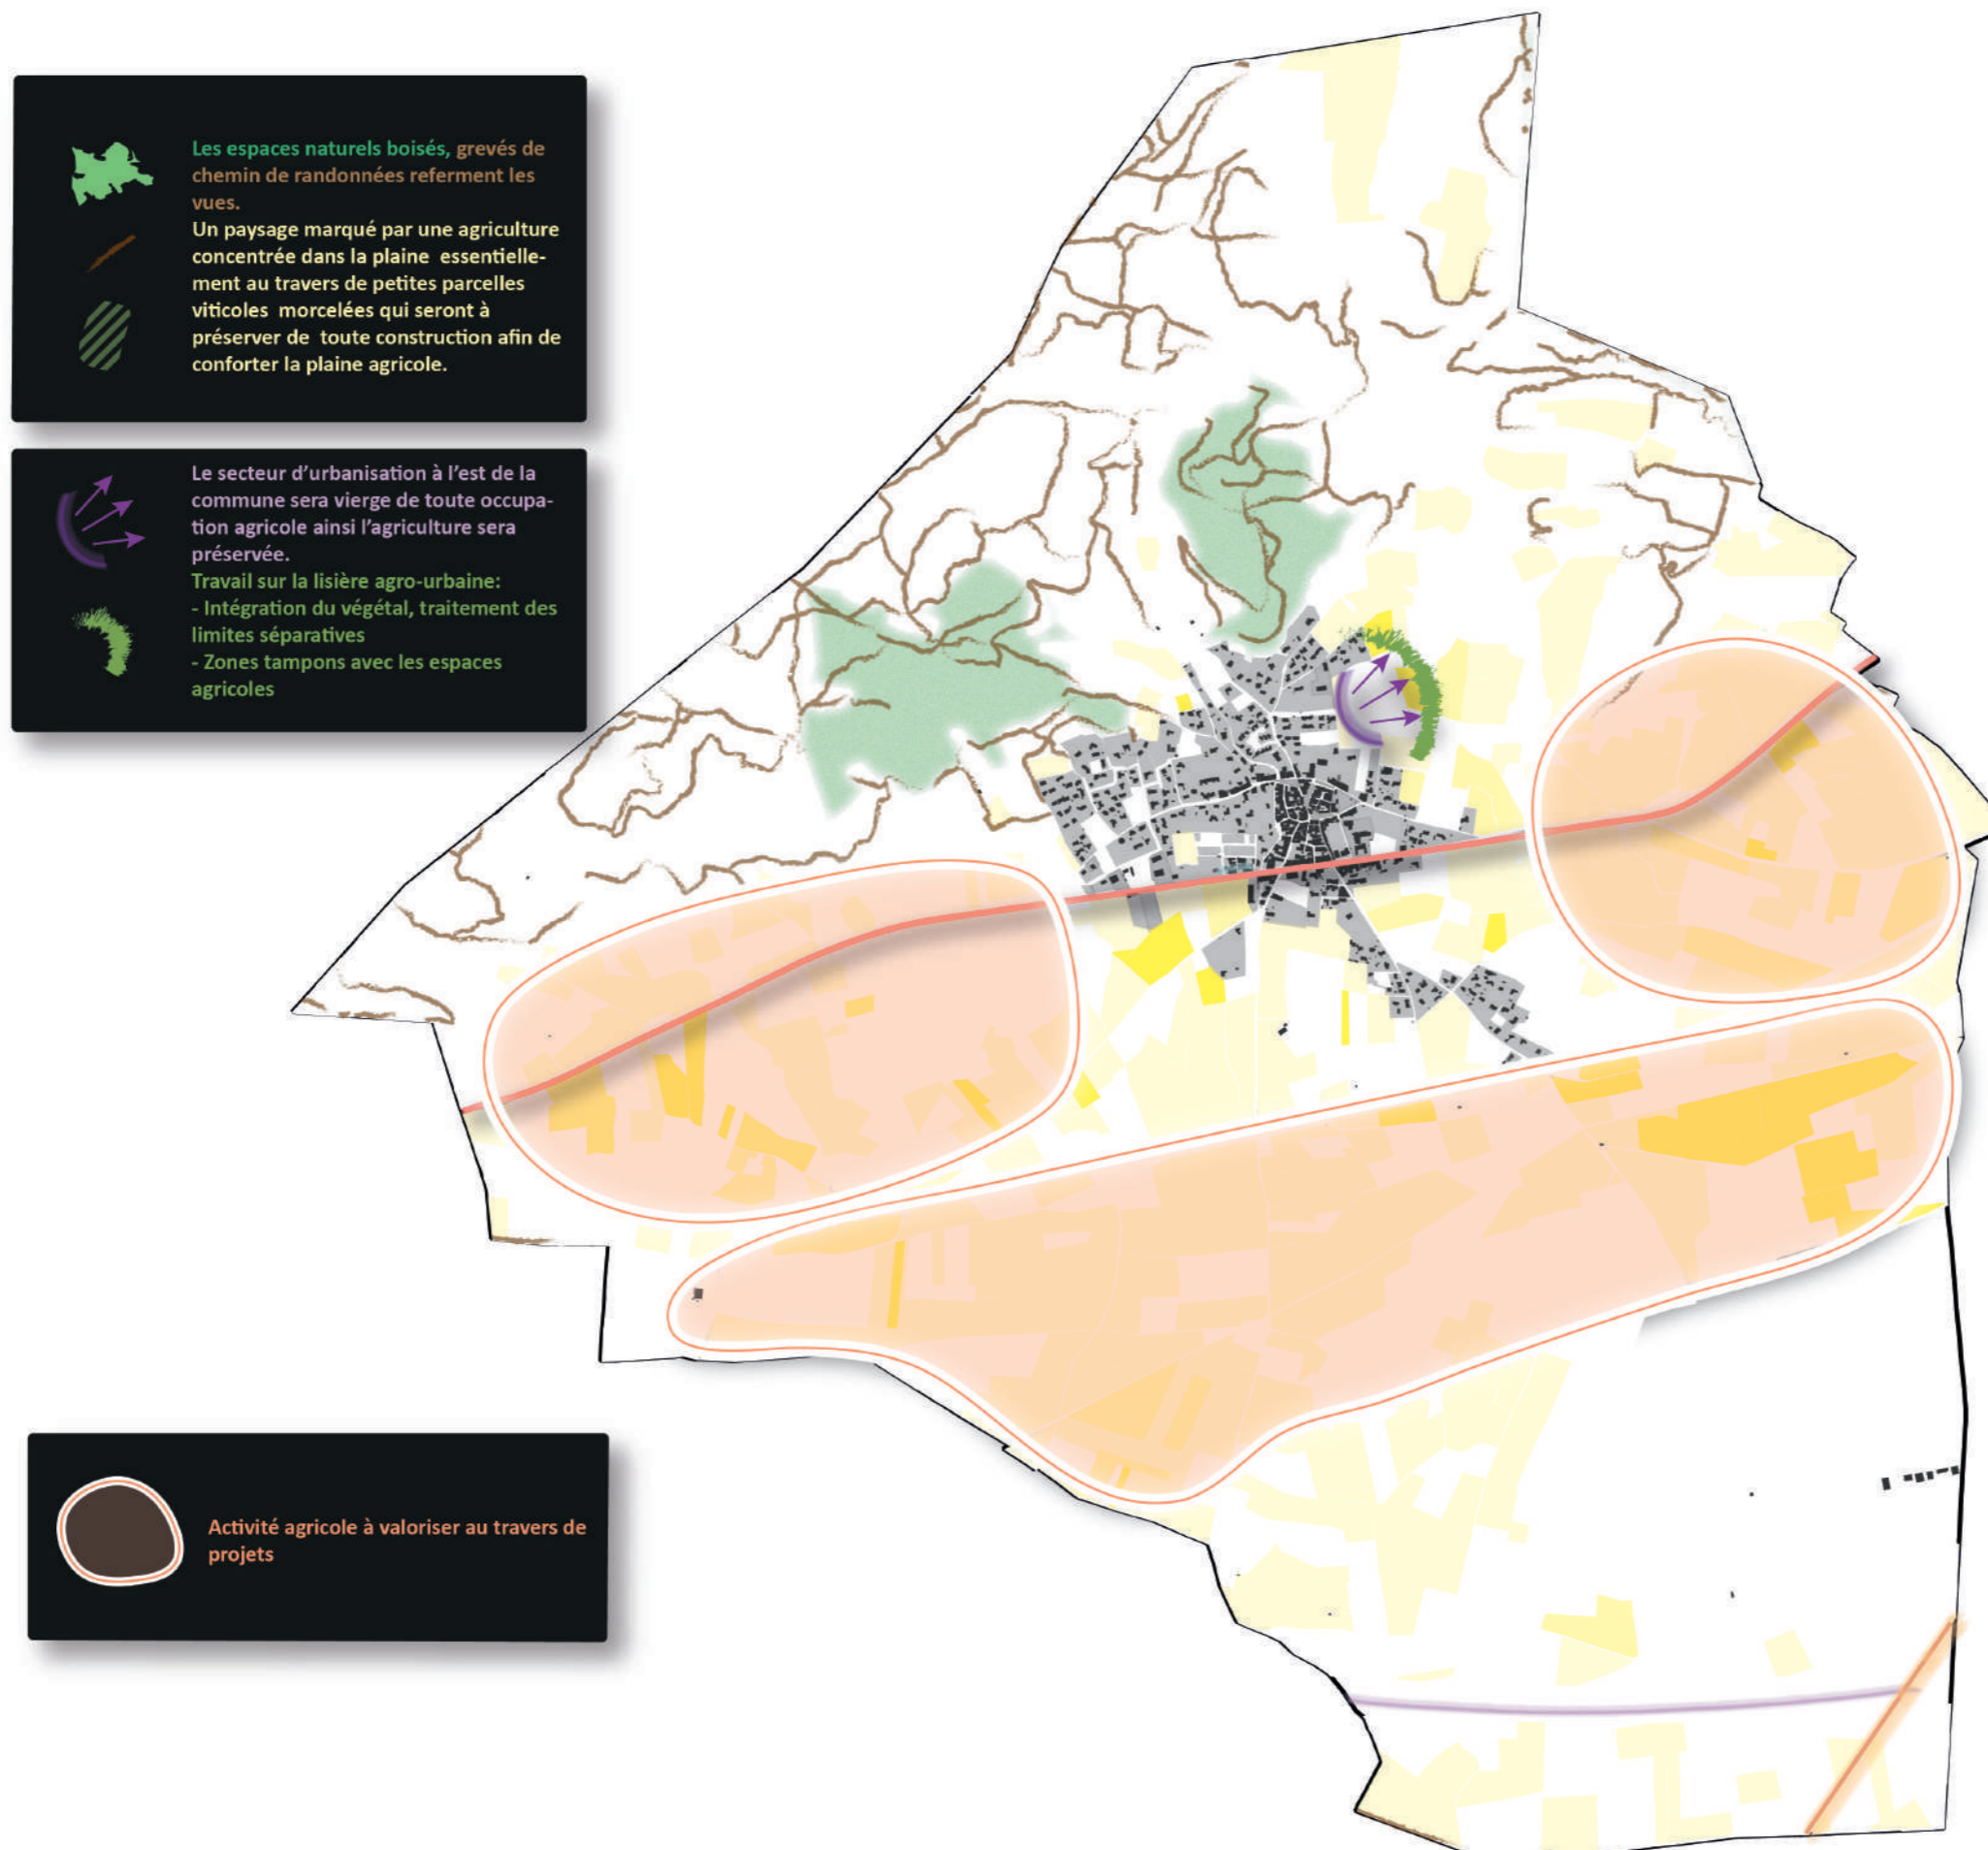 Les espaces naturels boisés, grevés de
chemin de randonnées referment les
vues.
Un paysage marqué par une agriculture
concentrée dans la plaine  essentielle-
ment au travers de petites parcelles
viticoles  morcelées qui seront à
préserver de  toute construction afin de
conforter la plaine agricole.
Le secteur d'urbanisation à l'est de la
commune sera vierge de toute occupa-
tion agricole ainsi l'agriculture sera
préservée.
Travail sur la lisière agro-urbaine:
- Intégration du végétal, traitement des
limites séparatives
- Zones tampons avec les espaces
agricoles
Activité agricole à valoriser au travers de
projets